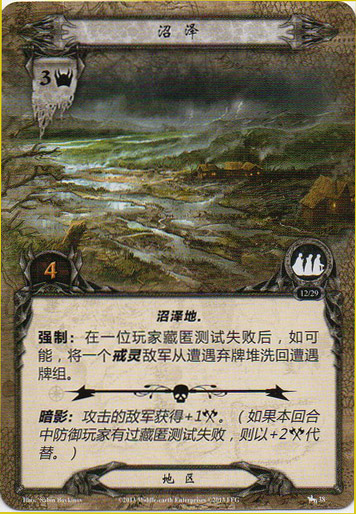 沼泽
3
4
12/29
沼泽地.
强制：在一位玩家藏匿测试失败后，如可
能，将一个戒灵敌军从遭遇弃牌堆洗回遭遇
牌组。
暗影：攻击的敌军获得+1。（如果本回合
中防御玩家有过藏匿测试失败，则以+2代
替。）
地区
©2013 Middle-earth Enterprises ©2013 FFG
38